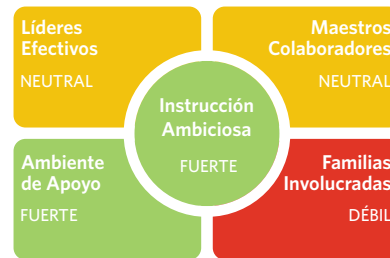 Líderes
Efectivos
NEUTRAL
Maestros
Colaboradores
NEUTRAL
Instrucción
Ambiciosa
FUERTE
Ambiente
de Apoyo
FUERTE
Familias
Involucradas
DÉBIL